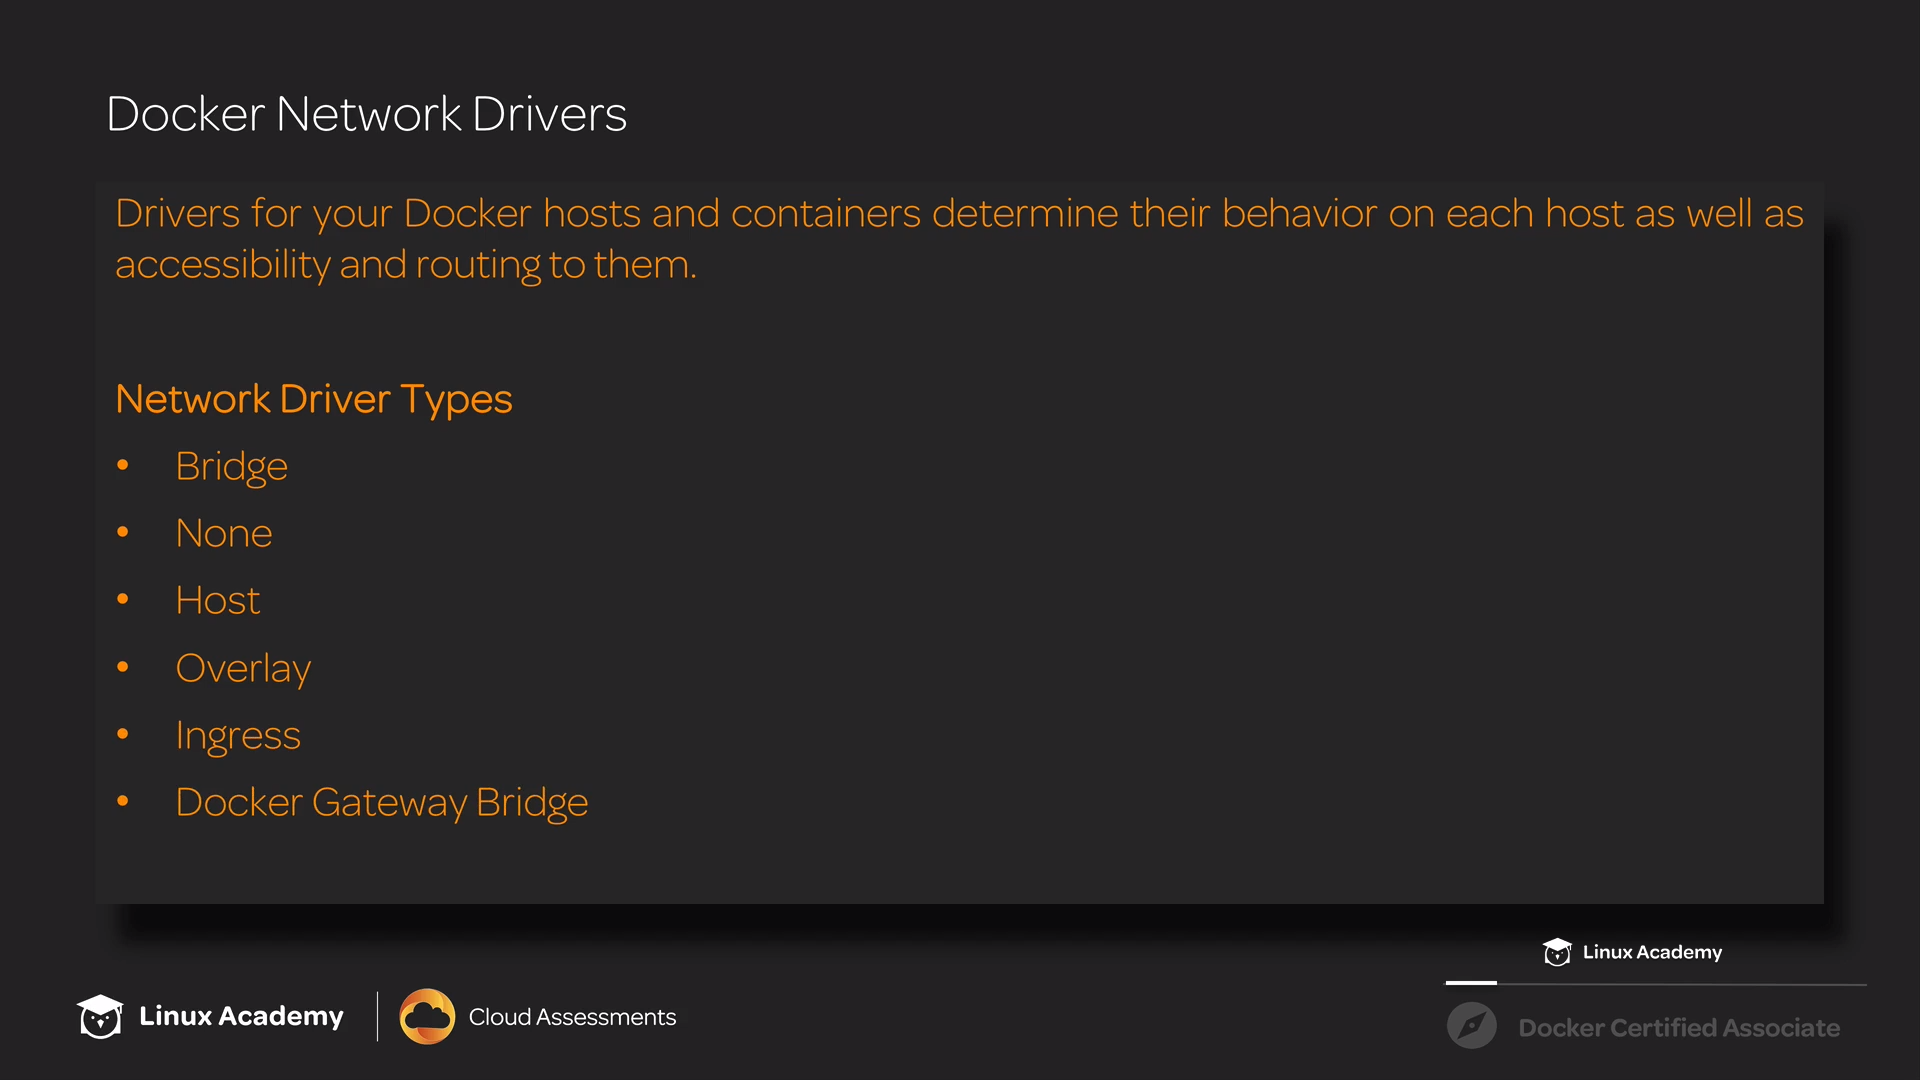 Docker Network Drivers
Drivers for your Docker hosts and containers determine their behavior on each host as well as
accessibility and routing to them.
Network Driver Types
• Bridge
• None
• Host
• Overlay
• Ingress
• Docker Gateway Bridge
Linux Academy
Linux Academy
Cloud Assessments
Docker Certified Associate